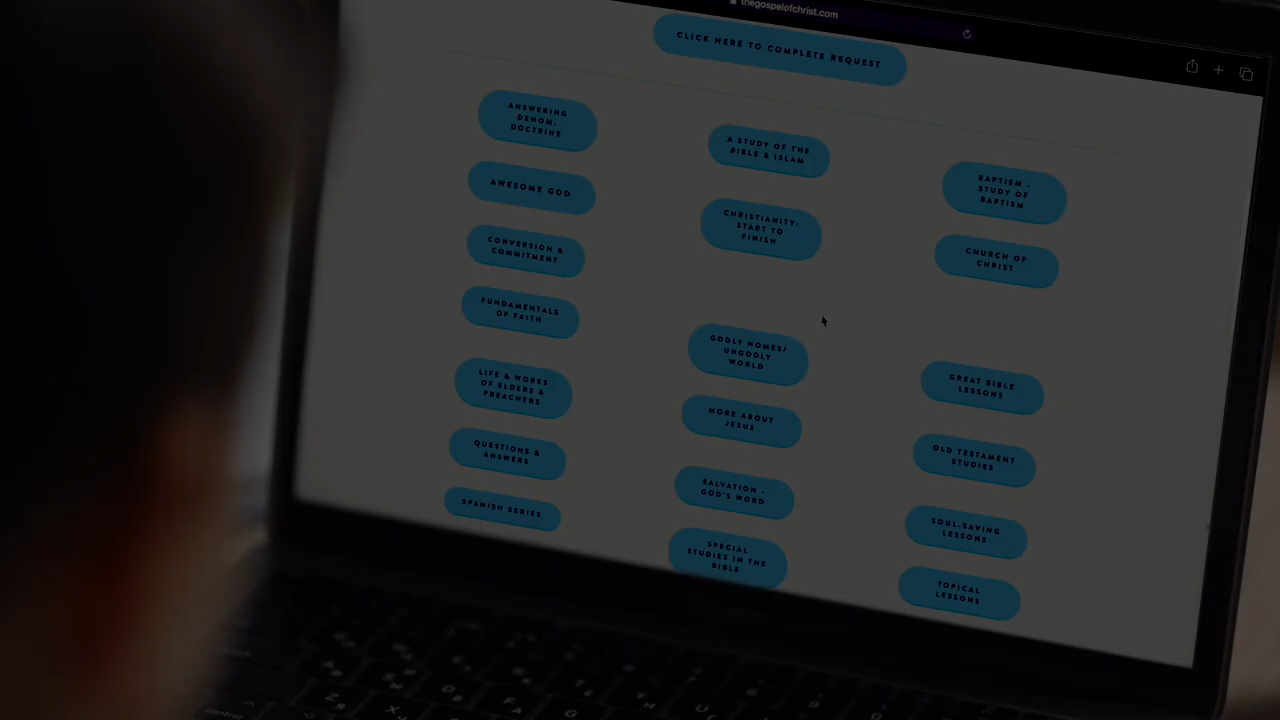 thegospelofchrist.com
CLICK HERE TO COMPLETE REQUEST
ANSWERING
DENOM.
DOCTRINE
A STUDY OF THE
BIBLE & ISLAM
BAPTISM -
STUDY OF
BAPTISM
AWESOME GOD
CHRISTIANITY:
START TO
FINISH
CHURCH OF
CHRIST
CONVERSION &
COMMITMENT
FUNDAMENTALS
OF FAITH
GODLY HOMES/
UNGODLY
WORLD
GREAT BIBLE
LESSONS
LIFE & WORKS
OF ELDERS &
PREACHERS
MORE ABOUT
JESUS
OLD TESTAMENT
STUDIES
QUESTIONS &
ANSWERS
SALVATION -
GOD'S WORD
SOUL-SAVING
LESSONS
SPANISH SERIES
SPECIAL
STUDIES IN THE
BIBLE
TOPICAL
LESSONS
control